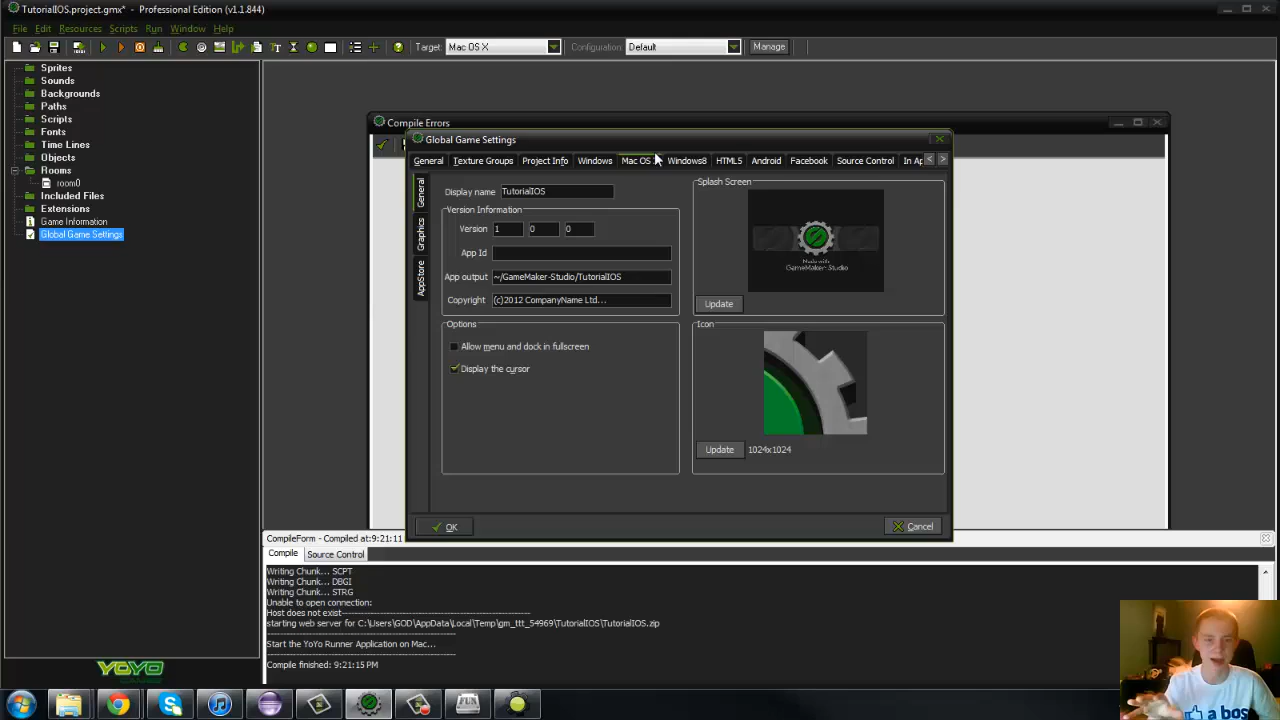 TutorialIOS.project.gmx* - Professional Edition (v1.1.844)
File Edit Resources Scripts Run Window Help
Target: Mac OS X Configuration: Default Manage
Sprites
Sounds
Backgrounds
Paths
Scripts
Fonts
Time Lines
Objects
Rooms
room0
Included Files
Extensions
Game Information
Global Game Settings
YOYO
GAMES
Compile Errors
Global Game Settings
General Texture Groups Project Info Windows Mac OS Windows8 HTML5 Android Facebook Source Control In Ap
General
Graphics
AppStore
Display name TutorialIOS
Version Information
Version 1 0 0
App Id
App output ~/GameMaker-Studio/TutorialIOS
Copyright (c)2012 CompanyName Ltd...
Options
Allow menu and dock in fullscreen
Display the cursor
Splash Screen
Made with
GameMaker-Studio
Update
Icon
Update 1024x1024
OK
Cancel
CompileForm - Compiled at:9:21:11
Compile Source Control
Writing Chunk... SCPT
Writing Chunk... DBGI
Writing Chunk... STRG
Unable to open connection:
Host does not exist--------------------------------------------------
starting web server for C:\Users\GOD\AppData\Local\Temp\gm_ttt_54969\TutorialIOS\TutorialIOS.zip
--------------------------------------------------
Start the YoYo Runner Application on Mac...
--------------------------------------------------
Compile finished: 9:21:15 PM
FUN
a bos